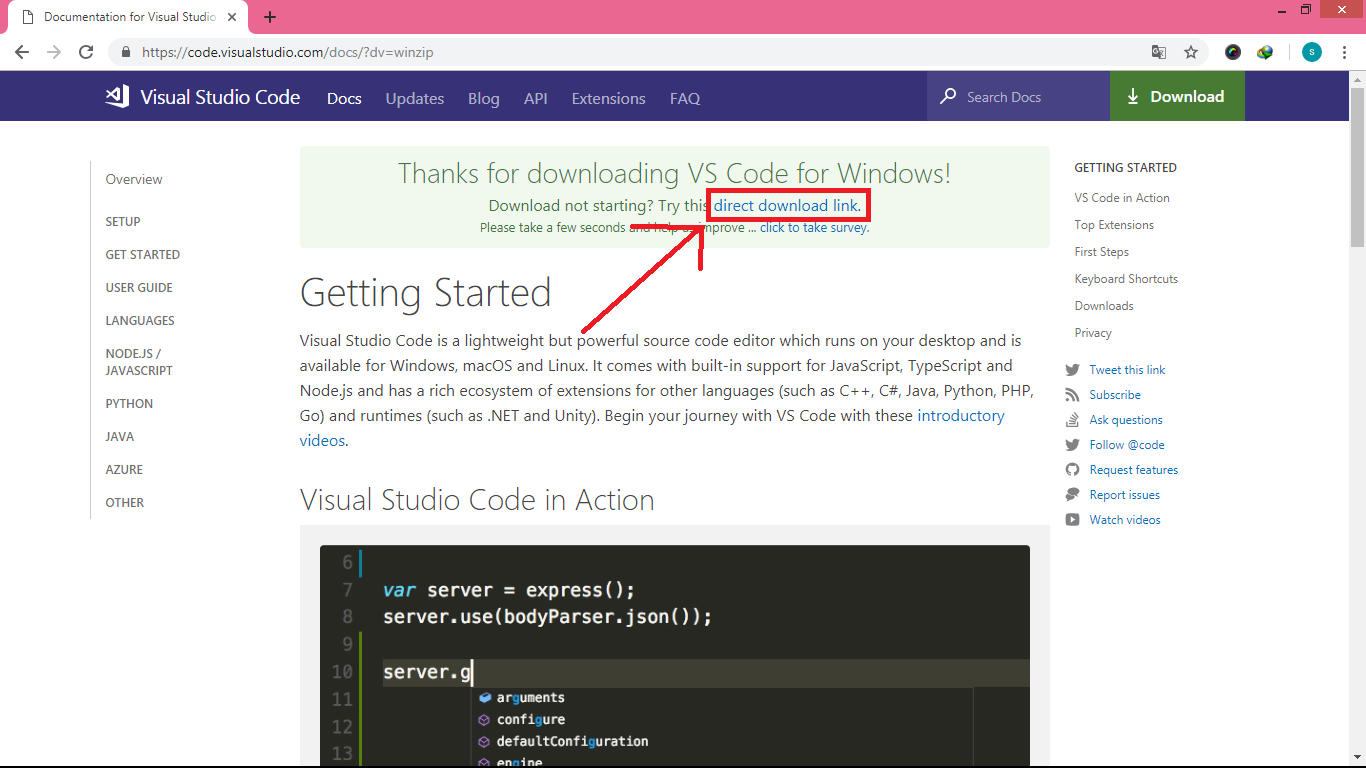 Documentation for Visual Studio
https://code.visualstudio.com/docs/?dv=winzip
s
Visual Studio Code
Docs
Updates
Blog
API
Extensions
FAQ
Search Docs
Download
Overview
SETUP
GET STARTED
USER GUIDE
LANGUAGES
NODE.JS /
JAVASCRIPT
PYTHON
JAVA
AZURE
OTHER
Thanks for downloading VS Code for Windows!
Download not starting? Try this direct download link.
Please take a few seconds and help us improve ... click to take survey.
Getting Started
Visual Studio Code is a lightweight but powerful source code editor which runs on your desktop and is
available for Windows, macOS and Linux. It comes with built-in support for JavaScript, TypeScript and
Node.js and has a rich ecosystem of extensions for other languages (such as C++, C#, Java, Python, PHP,
Go) and runtimes (such as .NET and Unity). Begin your journey with VS Code with these introductory
videos.
Visual Studio Code in Action
6
7 var server = express();
8 server.use(bodyParser.json());
9
10 server.g
11 arguments
configure
12 defaultConfiguration
13 engine
GETTING STARTED
VS Code in Action
Top Extensions
First Steps
Keyboard Shortcuts
Downloads
Privacy
Tweet this link
Subscribe
Ask questions
Follow @code
Request features
Report issues
Watch videos